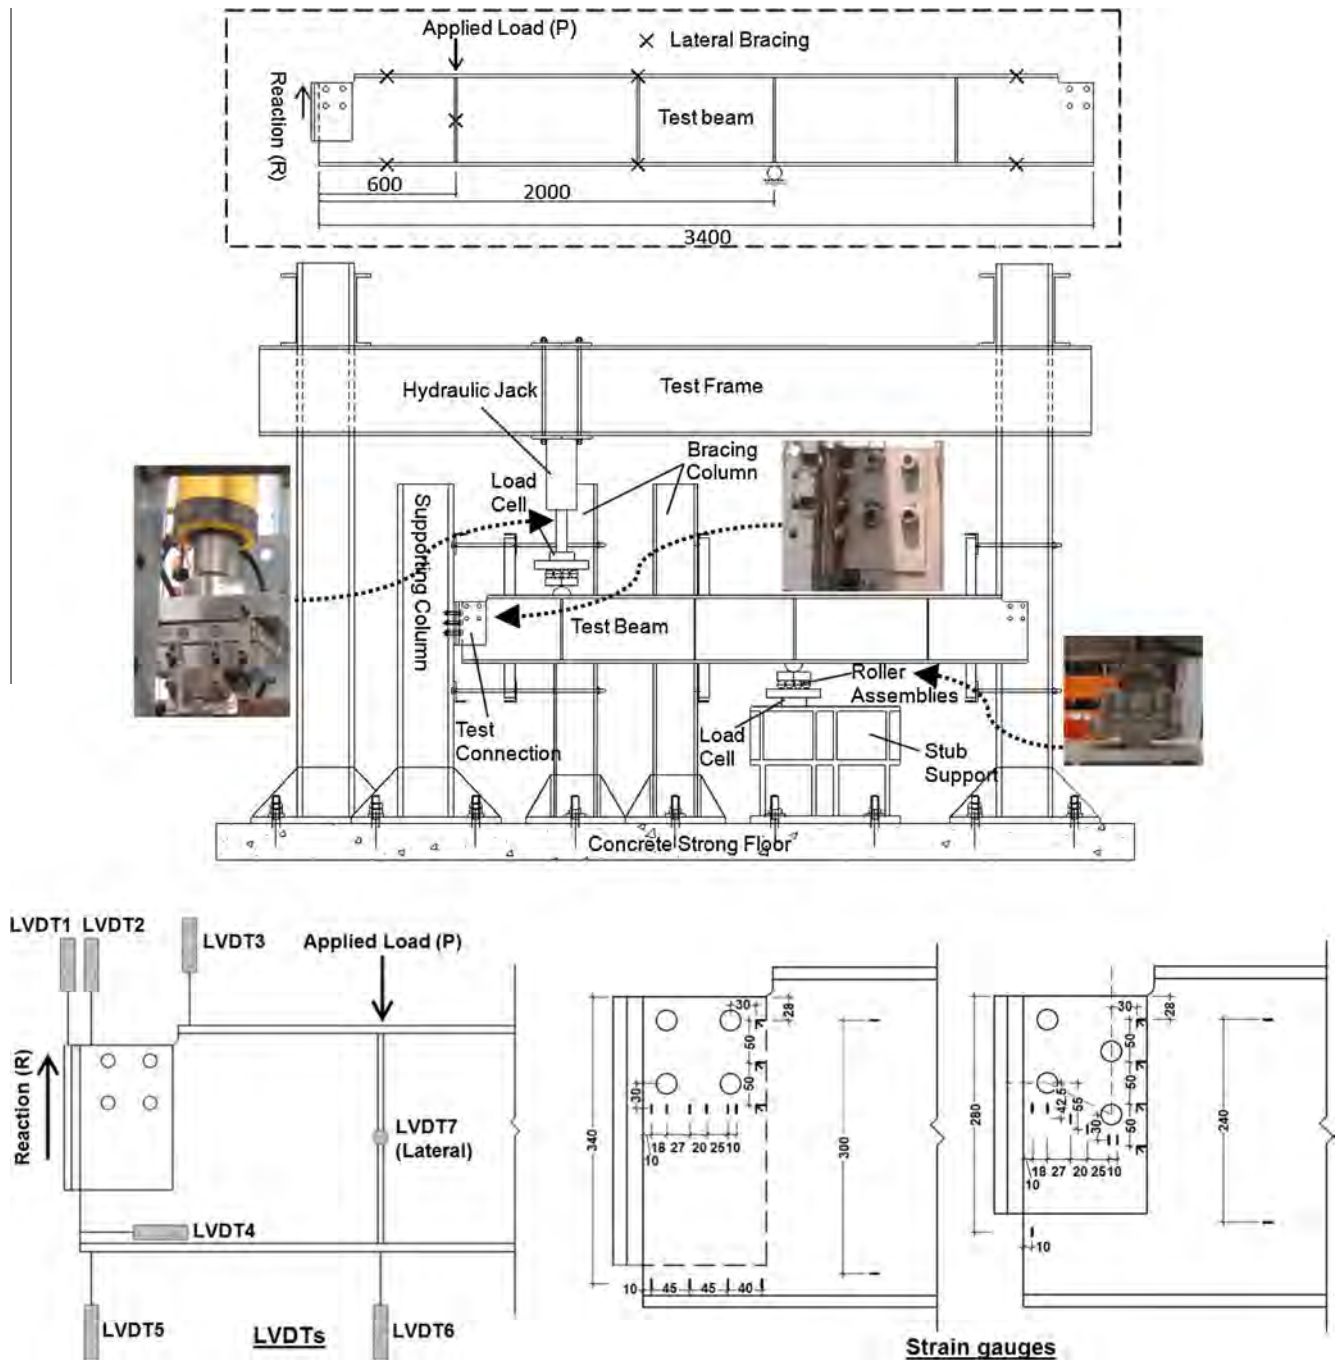 Applied Load (P)
Lateral Bracing
Reaction (R)
Test beam
600
2000
3400
Hydraulic Jack
Test Frame
Load
Cell
Bracing
Column
Supporting Column
Test Beam
Roller
Assemblies
Test
Connection
Load
Cell
Stub
Support
Concrete Strong Floor
LVDT1 LVDT2
LVDT3
Applied Load (P)
Reaction (R)
LVDT7
(Lateral)
LVDT4
LVDT5
LVDTs
LVDT6
30
28
50
50
30
340
18 27 20 25 10
10
300
10 45 45 40
30
28
50
50
50
42.5
55
30
280
18 27 20 25 10
10
240
10
Strain gauges